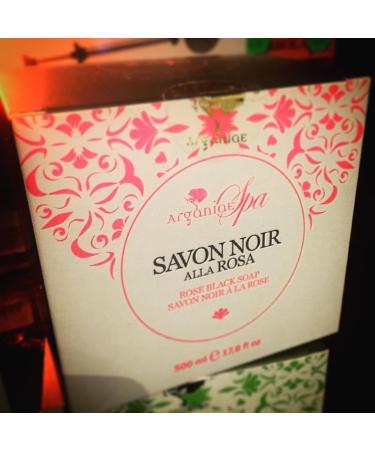 Arganiae
Arganiae Spa
SAVON NOIR
ALLA ROSA
ROSE BLACK SOAP
SAVON NOIR À LA ROSE
500 ml e 17,6 fl oz